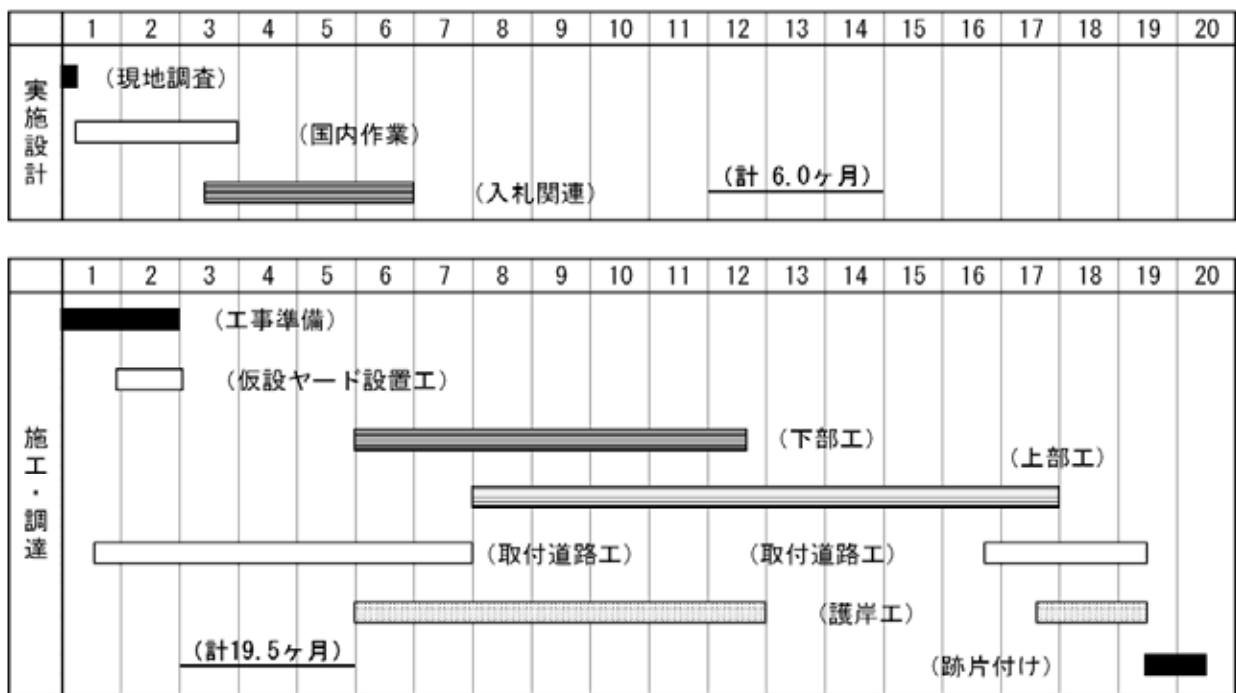 1 2 3 4 5 6 7 8 9 10 11 12 13 14 15 16 17 18 19 20
実施設計
（現地調査）
（国内作業）
（計 6.0ヶ月）
（入札関連）
1 2 3 4 5 6 7 8 9 10 11 12 13 14 15 16 17 18 19 20
施工・調達
（工事準備）
（仮設ヤード設置工）
（下部工）
（上部工）
（取付道路工） （取付道路工）
（護岸工）
（計19.5ヶ月）
（跡片付け）